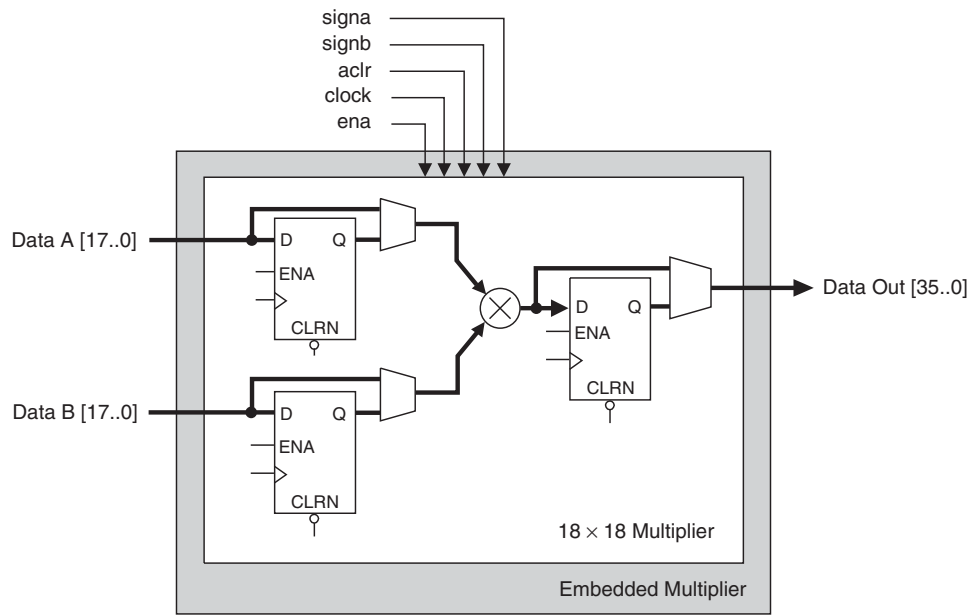 signa
signb
aclr
clock
ena
Data A [17..0]
D Q
ENA
CLRN
Data B [17..0]
D Q
ENA
CLRN
D Q
ENA
CLRN
Data Out [35..0]
18 × 18 Multiplier
Embedded Multiplier